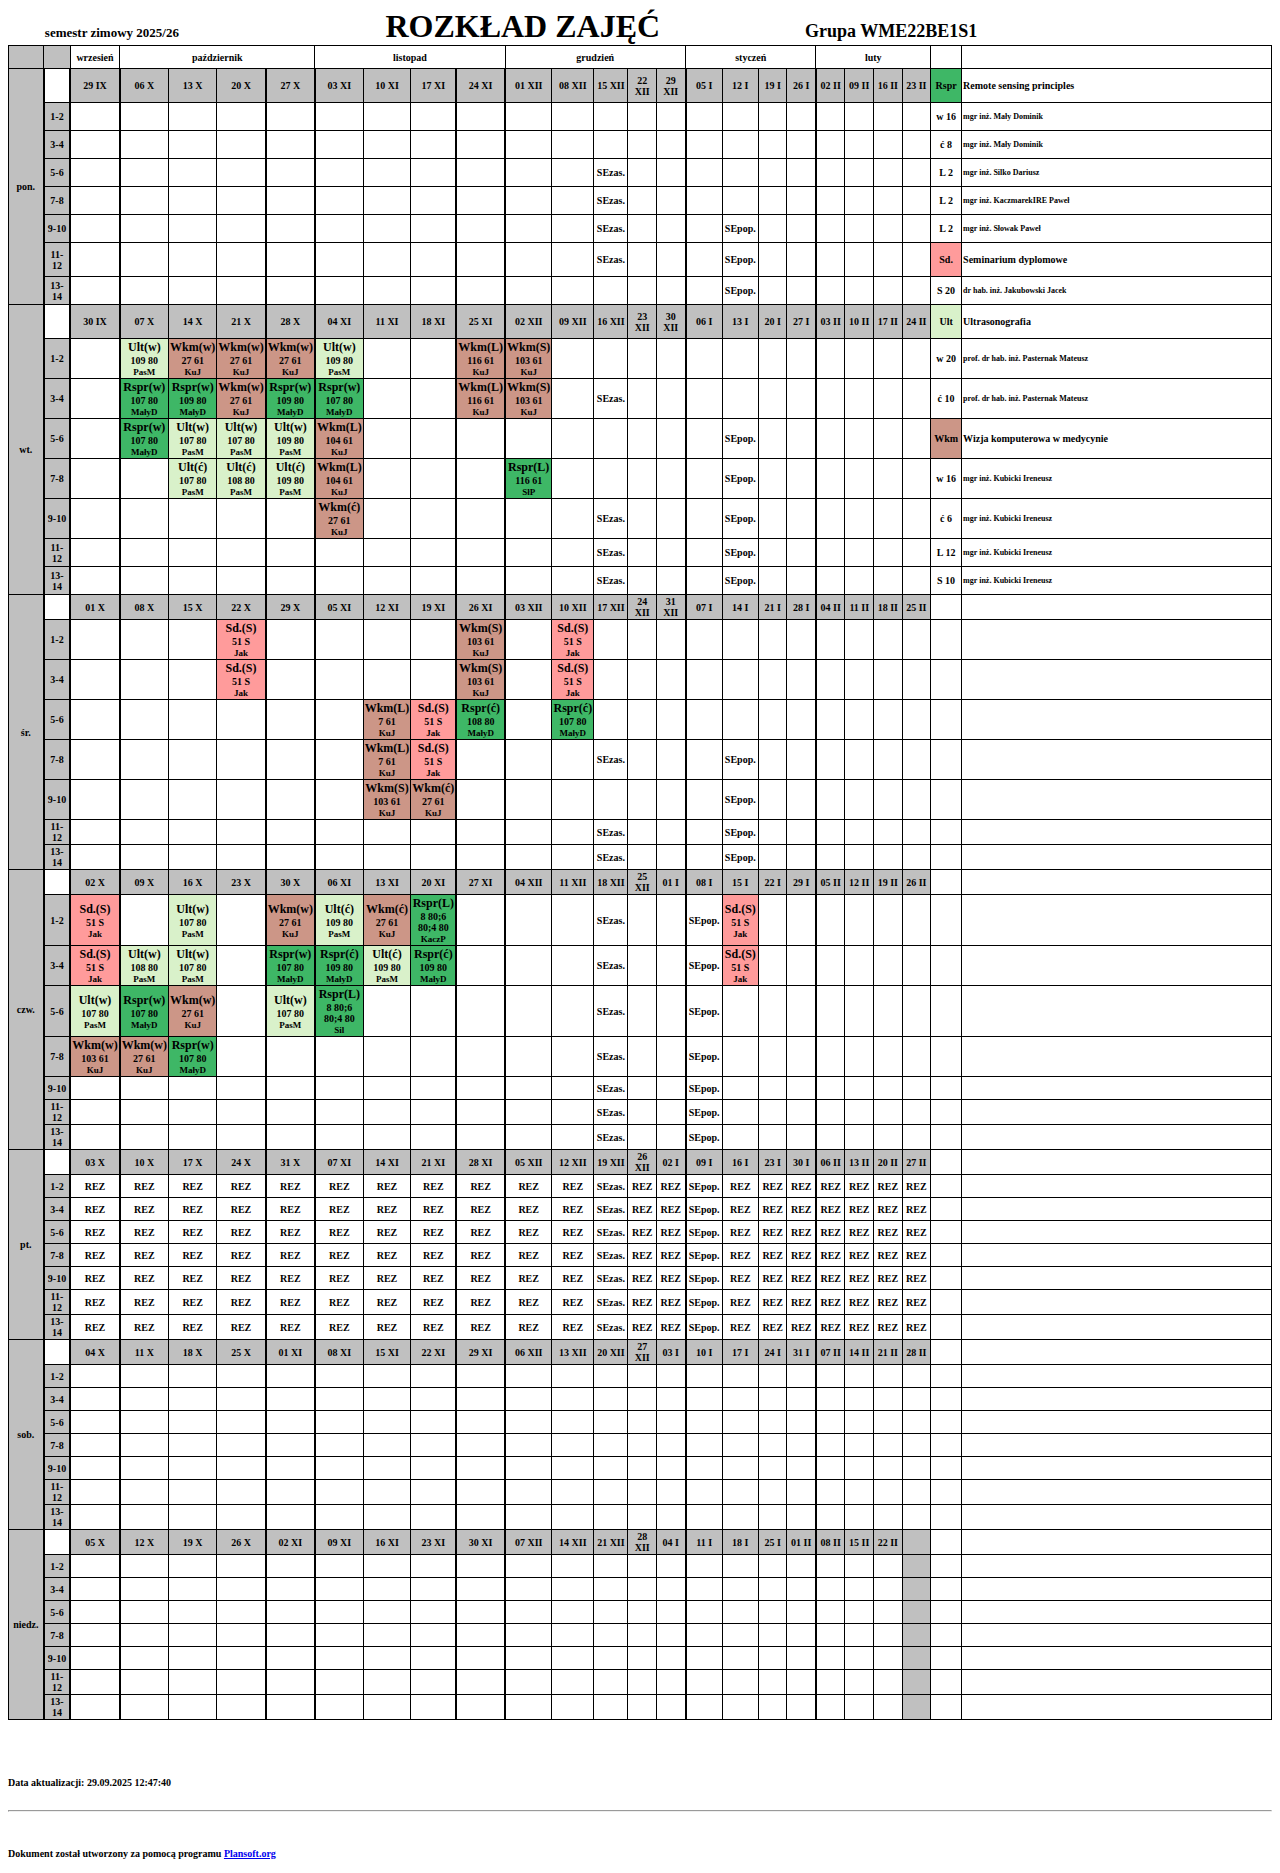 semestr zimowy 2025/26 ROZKŁAD ZAJĘĆ Grupa WME22BE1S1
wrzesień październik listopad grudzień styczeń luty
pon.
29 IX 06 X 13 X 20 X 27 X 03 XI 10 XI 17 XI 24 XI 01 XII 08 XII 15 XII 22 XII 29 XII 05 I 12 I 19 I 26 I 02 II 09 II 16 II 23 II Rspr Remote sensing principles
1-2 w 16 mgr inż. Mały Dominik
3-4 ć 8 mgr inż. Mały Dominik
5-6 SEzas. L 2 mgr inż. Silko Dariusz
7-8 SEzas. L 2 mgr inż. KaczmarekIRE Paweł
9-10 SEzas. SEpop. L 2 mgr inż. Słowak Paweł
11-12 SEzas. SEpop. Sd. Seminarium dyplomowe
13-14 SEpop. S 20 dr hab. inż. Jakubowski Jacek
wt.
30 IX 07 X 14 X 21 X 28 X 04 XI 11 XI 18 XI 25 XI 02 XII 09 XII 16 XII 23 XII 30 XII 06 I 13 I 20 I 27 I 03 II 10 II 17 II 24 II Ult Ultrasonografia
1-2 Ult(w) Wkm(w) Wkm(w) Wkm(w) Ult(w) Wkm(L) Wkm(S) w 20 prof. dr hab. inż. Pasternak Mateusz
109 80 27 61 27 61 27 61 109 80 116 61 103 61
PasM KuJ KuJ KuJ PasM KuJ KuJ
3-4 Rspr(w) Rspr(w) Wkm(w) Rspr(w) Rspr(w) Wkm(L) Wkm(S) SEzas. ć 10 prof. dr hab. inż. Pasternak Mateusz
107 80 109 80 27 61 109 80 107 80 116 61 103 61
MałyD MałyD KuJ MałyD MałyD KuJ KuJ
5-6 Rspr(w) Ult(w) Ult(w) Ult(w) Wkm(L) SEpop. Wkm Wizja komputerowa w medycynie
107 80 107 80 107 80 109 80 104 61
MałyD PasM PasM PasM KuJ
7-8 Ult(ć) Ult(ć) Ult(ć) Wkm(L) Rspr(L) SEpop. w 16 mgr inż. Kubicki Ireneusz
107 80 108 80 109 80 104 61 116 61
PasM PasM PasM KuJ SłP
9-10 Wkm(ć) SEzas. SEpop. ć 6 mgr inż. Kubicki Ireneusz
27 61
KuJ
11-12 SEzas. SEpop. L 12 mgr inż. Kubicki Ireneusz
13-14 SEzas. SEpop. S 10 mgr inż. Kubicki Ireneusz
śr.
01 X 08 X 15 X 22 X 29 X 05 XI 12 XI 19 XI 26 XI 03 XII 10 XII 17 XII 24 XII 31 XII 07 I 14 I 21 I 28 I 04 II 11 II 18 II 25 II
1-2 Sd.(S) Wkm(S) Sd.(S)
51 S 103 61 51 S
Jak KuJ Jak
3-4 Sd.(S) Wkm(S) Sd.(S)
51 S 103 61 51 S
Jak KuJ Jak
5-6 Wkm(L) Sd.(S) Rspr(ć) Rspr(ć)
7 61 51 S 108 80 107 80
KuJ Jak MałyD MałyD
7-8 Wkm(L) Sd.(S) SEzas. SEpop.
7 61 51 S
KuJ Jak
9-10 Wkm(S) Wkm(ć) SEpop.
103 61 27 61
KuJ KuJ
11-12 SEzas. SEpop.
13-14 SEzas. SEpop.
czw.
02 X 09 X 16 X 23 X 30 X 06 XI 13 XI 20 XI 27 XI 04 XII 11 XII 18 XII 25 XII 01 I 08 I 15 I 22 I 29 I 05 II 12 II 19 II 26 II
1-2 Sd.(S) Ult(w) Wkm(w) Ult(ć) Wkm(ć) Rspr(L) SEzas. SEpop. Sd.(S)
51 S 107 80 27 61 109 80 27 61 8 80;6 80;4 80 51 S
Jak PasM KuJ PasM KuJ KaczP Jak
3-4 Sd.(S) Ult(w) Ult(w) Rspr(w) Rspr(ć) Ult(ć) Rspr(ć) SEzas. SEpop. Sd.(S)
51 S 108 80 107 80 107 80 109 80 109 80 109 80 51 S
Jak PasM PasM MałyD MałyD PasM MałyD Jak
5-6 Ult(w) Rspr(w) Wkm(w) Ult(w) Rspr(L) SEzas. SEpop.
107 80 107 80 27 61 107 80 8 80;6 80;4 80
PasM MałyD KuJ PasM Sil
7-8 Wkm(w) Wkm(w) Rspr(w) SEzas. SEpop.
103 61 27 61 107 80
KuJ KuJ MałyD
9-10 SEzas. SEpop.
11-12 SEzas. SEpop.
13-14 SEzas. SEpop.
pt.
03 X 10 X 17 X 24 X 31 X 07 XI 14 XI 21 XI 28 XI 05 XII 12 XII 19 XII 26 XII 02 I 09 I 16 I 23 I 30 I 06 II 13 II 20 II 27 II
1-2 REZ REZ REZ REZ REZ REZ REZ REZ REZ REZ REZ SEzas. REZ REZ SEpop. REZ REZ REZ REZ REZ REZ REZ
3-4 REZ REZ REZ REZ REZ REZ REZ REZ REZ REZ REZ SEzas. REZ REZ SEpop. REZ REZ REZ REZ REZ REZ REZ
5-6 REZ REZ REZ REZ REZ REZ REZ REZ REZ REZ REZ SEzas. REZ REZ SEpop. REZ REZ REZ REZ REZ REZ REZ
7-8 REZ REZ REZ REZ REZ REZ REZ REZ REZ REZ REZ SEzas. REZ REZ SEpop. REZ REZ REZ REZ REZ REZ REZ
9-10 REZ REZ REZ REZ REZ REZ REZ REZ REZ REZ REZ SEzas. REZ REZ SEpop. REZ REZ REZ REZ REZ REZ REZ
11-12 REZ REZ REZ REZ REZ REZ REZ REZ REZ REZ REZ SEzas. REZ REZ SEpop. REZ REZ REZ REZ REZ REZ REZ
13-14 REZ REZ REZ REZ REZ REZ REZ REZ REZ REZ REZ SEzas. REZ REZ SEpop. REZ REZ REZ REZ REZ REZ REZ
sob.
04 X 11 X 18 X 25 X 01 XI 08 XI 15 XI 22 XI 29 XI 06 XII 13 XII 20 XII 27 XII 03 I 10 I 17 I 24 I 31 I 07 II 14 II 21 II 28 II
1-2
3-4
5-6
7-8
9-10
11-12
13-14
niedz.
05 X 12 X 19 X 26 X 02 XI 09 XI 16 XI 23 XI 30 XI 07 XII 14 XII 21 XII 28 XII 04 I 11 I 18 I 25 I 01 II 08 II 15 II 22 II
1-2
3-4
5-6
7-8
9-10
11-12
13-14
Data aktualizacji: 29.09.2025 12:47:40
Dokument został utworzony za pomocą programu Plansoft.org